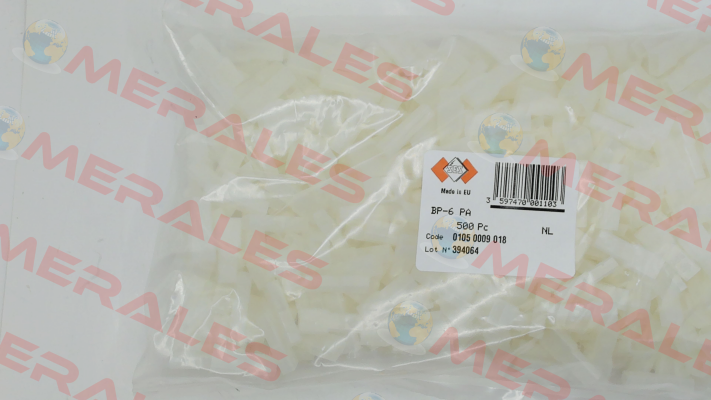 MERALES
MERALES
MERALES
MERALES
MERALES
MERALES
Made in EU
3 597470 001103
BP-6 PA
500 Pc
NL
Code 0105 0009 018
Lot N° 394064